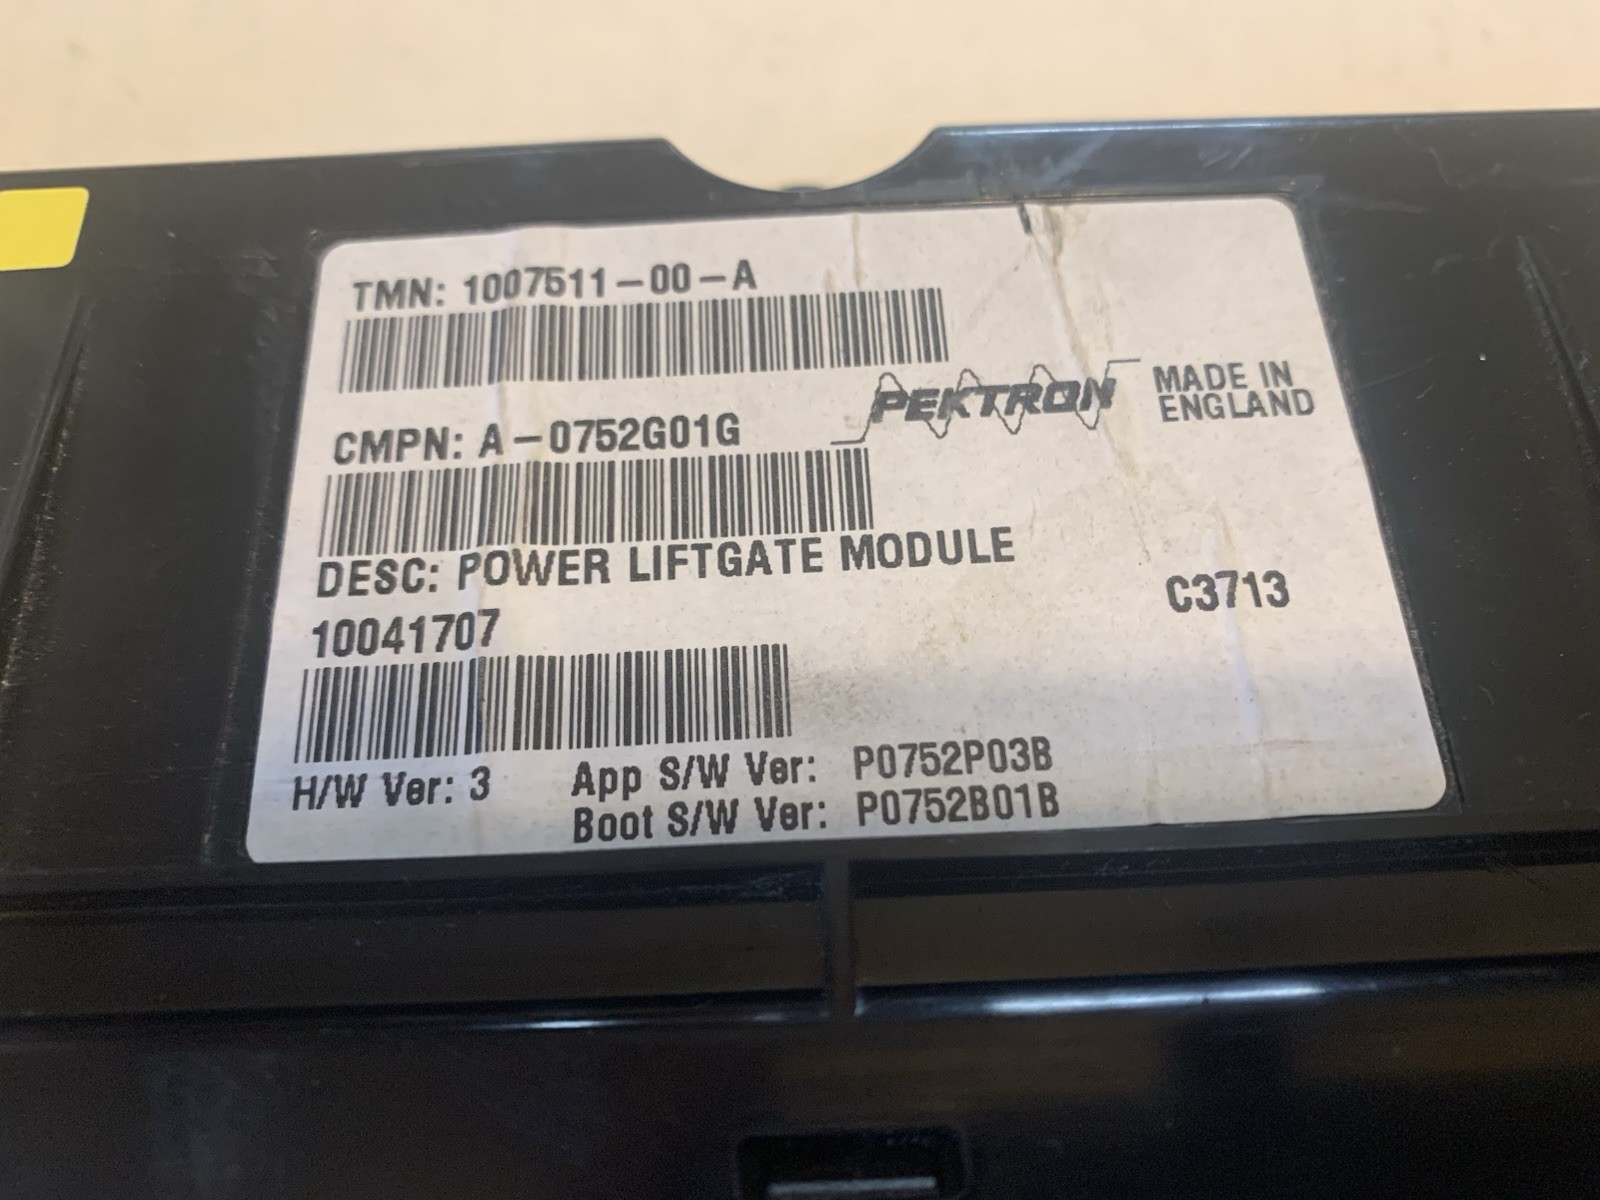 TMN: 1007511-00-A
PEKTRON
MADE IN
ENGLAND
CMPN: A-0752G01G
DESC: POWER LIFTGATE MODULE
10041707
C3713
H/W Ver: 3
App S/W Ver: P0752P03B
Boot S/W Ver: P0752B01B